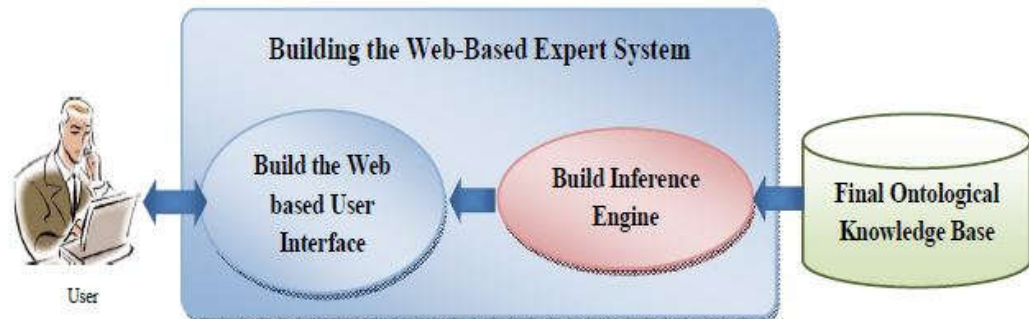 Building the Web-Based Expert System
Build the Web
based User
Interface
Build Inference
Engine
Final Ontological
Knowledge Base
User